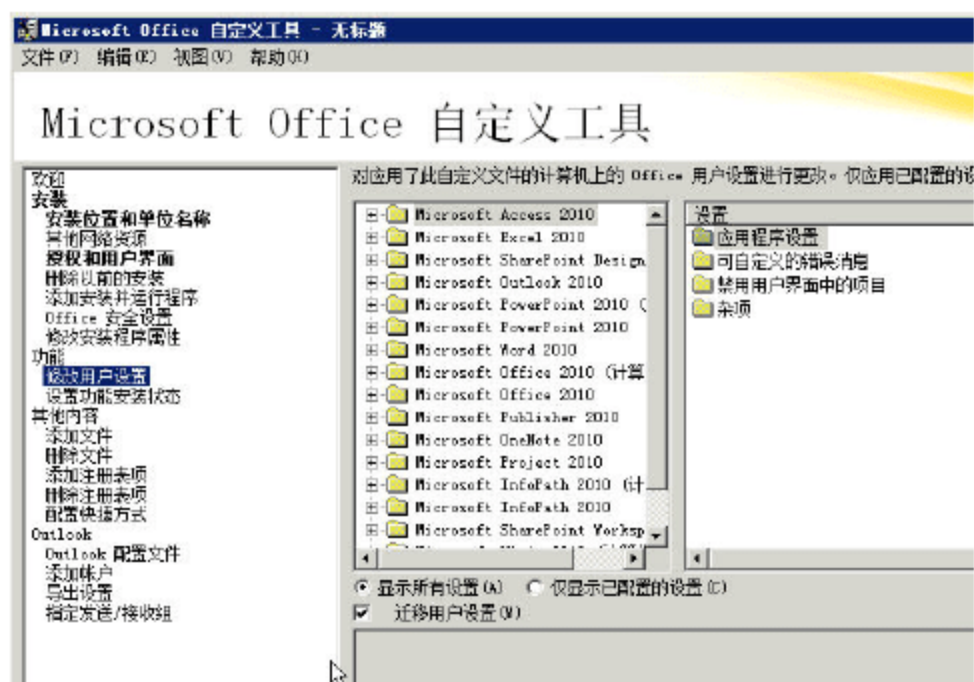 Microsoft Office 自定义工具 - 无标题
文件(F) 编辑(E) 视图(V) 帮助(H)
Microsoft Office 自定义工具
欢迎
安装
安装位置和单位名称
其他网络资源
授权和用户界面
删除以前的安装
添加安装并运行程序
Office 安全设置
修改安装程序属性
功能
修改用户设置
设置功能安装状态
其他内容
添加文件
删除文件
添加注册表项
删除注册表项
配置快捷方式
Outlook
Outlook 配置文件
添加帐户
导出设置
指定发送/接收组
对应用了此自定义文件的计算机上的 Office 用户设置进行更改。仅应用已配置的设
Microsoft Access 2010
Microsoft Excel 2010
Microsoft SharePoint Design
Microsoft Outlook 2010
Microsoft PowerPoint 2010 (
Microsoft PowerPoint 2010
Microsoft Word 2010
Microsoft Office 2010 (计算
Microsoft Office 2010
Microsoft Publisher 2010
Microsoft OneNote 2010
Microsoft Project 2010
Microsoft InfoPath 2010 (计
Microsoft InfoPath 2010
Microsoft SharePoint Worksp
设置
应用程序设置
可自定义的错误消息
禁用用户界面中的项目
杂项
显示所有设置(A) 仅显示已配置的设置(C)
迁移用户设置(M)